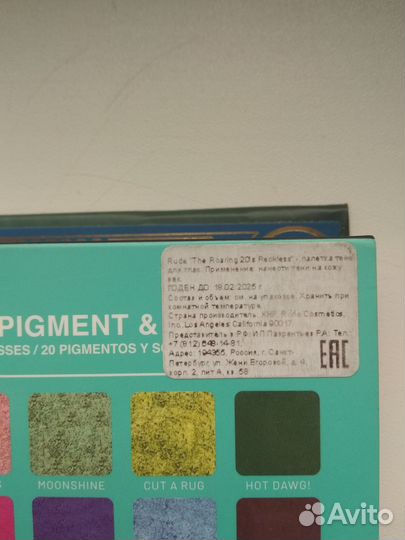 Rude "The Roaring 20's Reckless" - палетка теней
для глаз. Применение: нанести тени на кожу
век.
ГОДЕН ДО: 18.02.2025 г
Состав и объем: см. на упаковке. Хранить при
комнатной температуре.
Страна производитель: КНР, Rude Cosmetics,
Inc, Los Angeles California 90017
Представитель в РФ: ИП Лаврентьев Р.А. Тел.:
+7 (812) 648-14-81,
Адрес: 194355, Россия, г. Санкт-
Петербург, ул. Жени Егоровой, д. 4,
корп. 2, лит А, кв. 58
EAC
PIGMENT &
SSES / 20 PIGMENTOS Y
MOONSHINE
CUT A RUG
HOT DAWG!
Avito